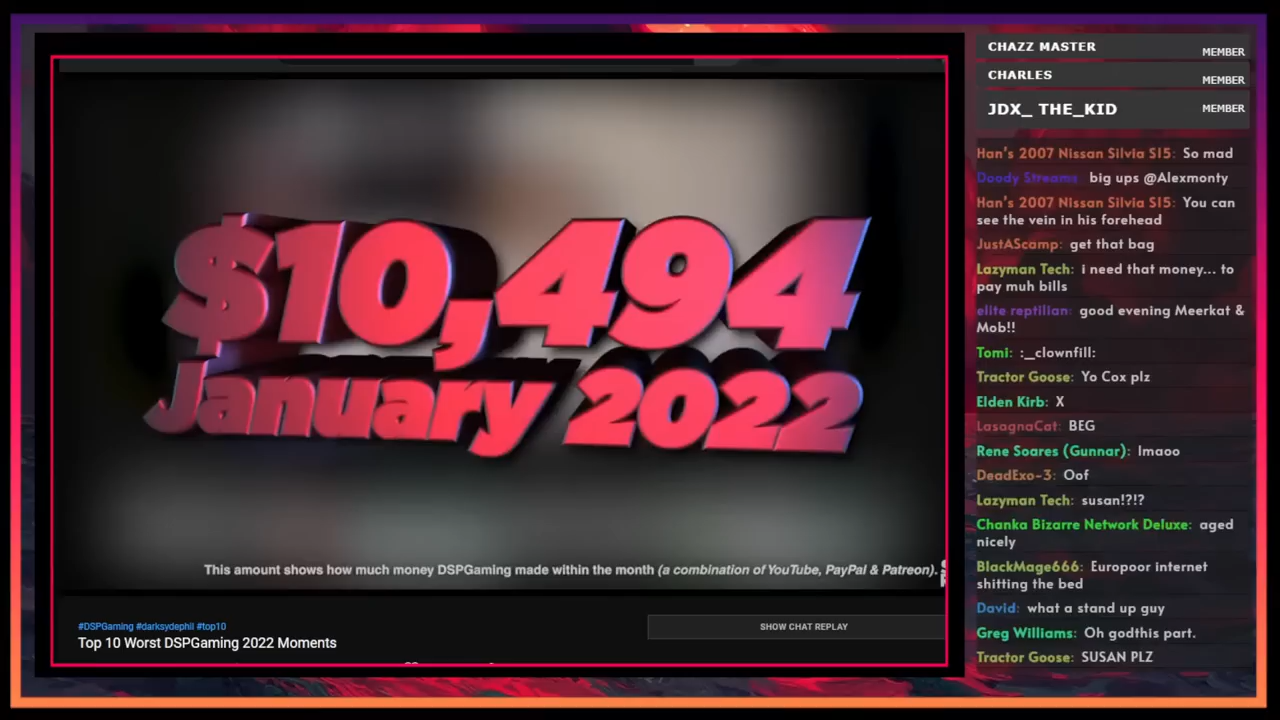 $10,494
January 2022
This amount shows how much money DSPGaming made within the month (a combination of YouTube, PayPal & Patreon).
#DSPGaming #darksydephil #top10
Top 10 Worst DSPGaming 2022 Moments
SHOW CHAT REPLAY
CHAZZ MASTER MEMBER
CHARLES MEMBER
JDX_ THE_KID MEMBER
Han's 2007 Nissan Silvia S15: So mad
Doody Streams: big ups @Alexmonty
Han's 2007 Nissan Silvia S15: You can
see the vein in his forehead
JustAScamp: get that bag
Lazyman Tech: i need that money... to
pay muh bills
elite reptilian: good evening Meerkat &
Mob!!
Tomi: :_clownfill:
Tractor Goose: Yo Cox plz
Elden Kirb: X
LasagnaCat: BEG
Rene Soares (Gunnar): lmaoo
DeadExo-3: Oof
Lazyman Tech: susan!?!?
Chanka Bizarre Network Deluxe: aged
nicely
BlackMage666: Europoor internet
shitting the bed
David: what a stand up guy
Greg Williams: Oh godthis part.
Tractor Goose: SUSAN PLZ